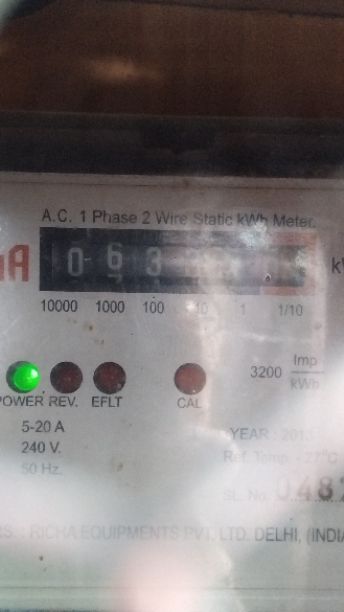 A.C. 1 Phase 2 Wire Static kWh Meter.
0 6 3
10000 1000 100 10 1 1/10
3200 Imp
kWh
POWER REV. EFLT CAL
5-20 A
240 V.
50 Hz.
YEAR : 2013
Ref. Temp. - 27°C
SL. No. 048
RICHA EQUIPMENTS PVT. LTD. DELHI, (INDIA